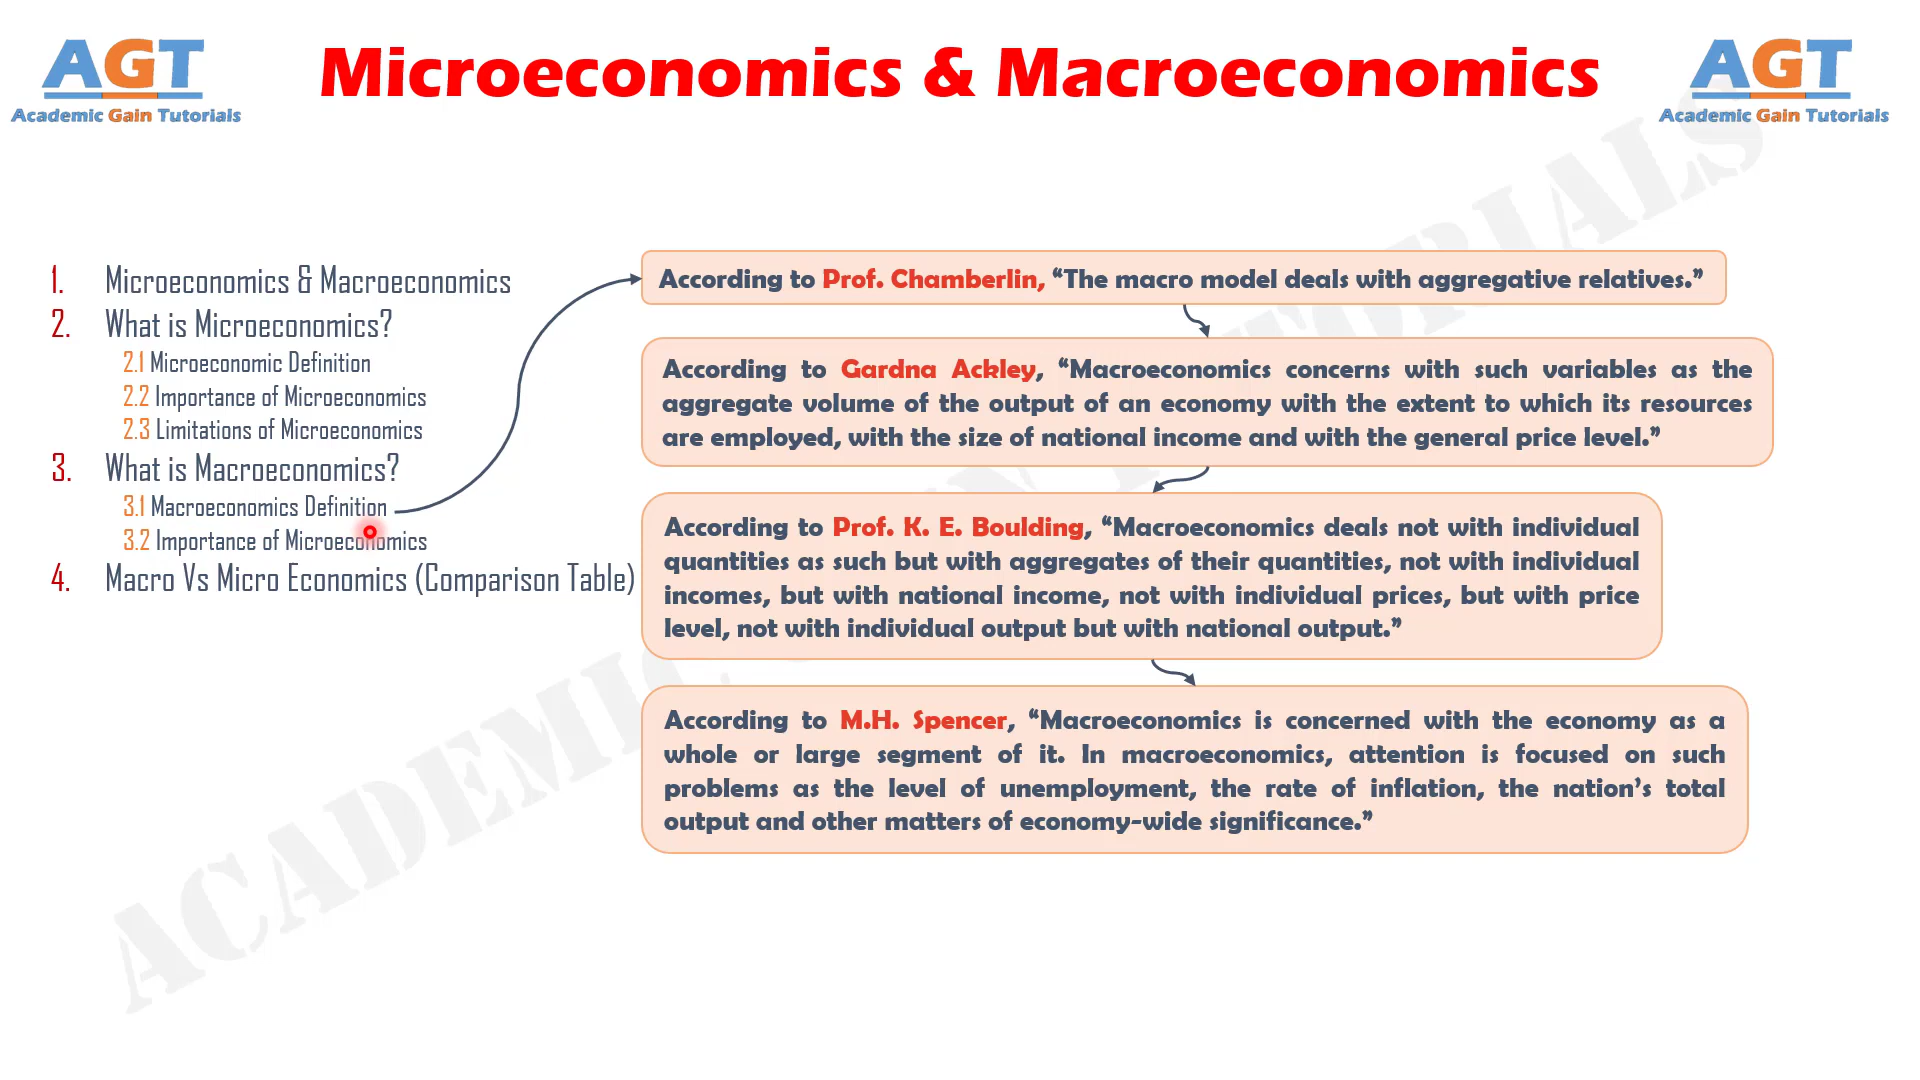 AGT
Academic Gain Tutorials
Microeconomics & Macroeconomics
AGT
Academic Gain Tutorials
1. Microeconomics & Macroeconomics
2. What is Microeconomics?
2.1 Microeconomic Definition
2.2 Importance of Microeconomics
2.3 Limitations of Microeconomics
3. What is Macroeconomics?
3.1 Macroeconomics Definition
3.2 Importance of Microeconomics
4. Macro Vs Micro Economics (Comparison Table)
According to Prof. Chamberlin, “The macro model deals with aggregative relatives.”
According to Gardna Ackley, “Macroeconomics concerns with such variables as the
aggregate volume of the output of an economy with the extent to which its resources
are employed, with the size of national income and with the general price level.”
According to Prof. K. E. Boulding, “Macroeconomics deals not with individual
quantities as such but with aggregates of their quantities, not with individual
incomes, but with national income, not with individual prices, but with price
level, not with individual output but with national output.”
According to M.H. Spencer, “Macroeconomics is concerned with the economy as a
whole or large segment of it. In macroeconomics, attention is focused on such
problems as the level of unemployment, the rate of inflation, the nation’s total
output and other matters of economy-wide significance.”
ACADEMIC GAIN TUTORIALS